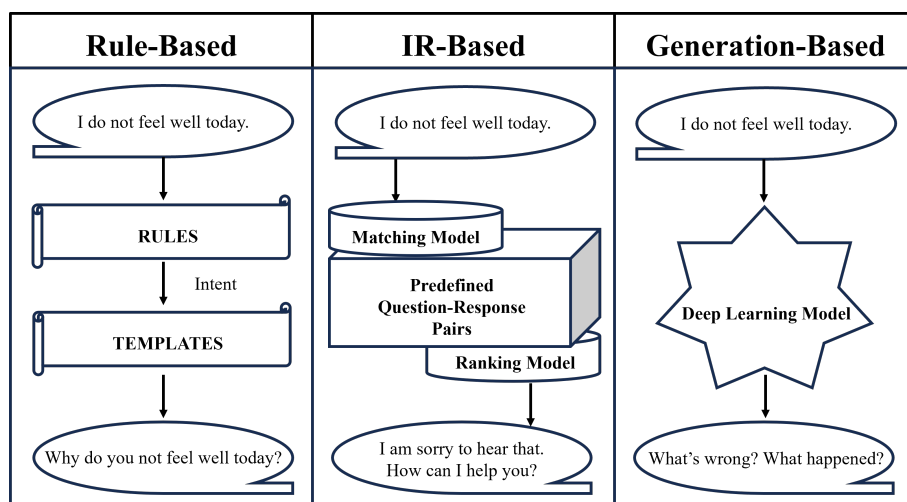 Rule-Based
I do not feel well today.
RULES
Intent
TEMPLATES
Why do you not feel well today?
IR-Based
I do not feel well today.
Matching Model
Predefined
Question-Response
Pairs
Ranking Model
I am sorry to hear that.
How can I help you?
Generation-Based
I do not feel well today.
Deep Learning Model
What's wrong? What happened?